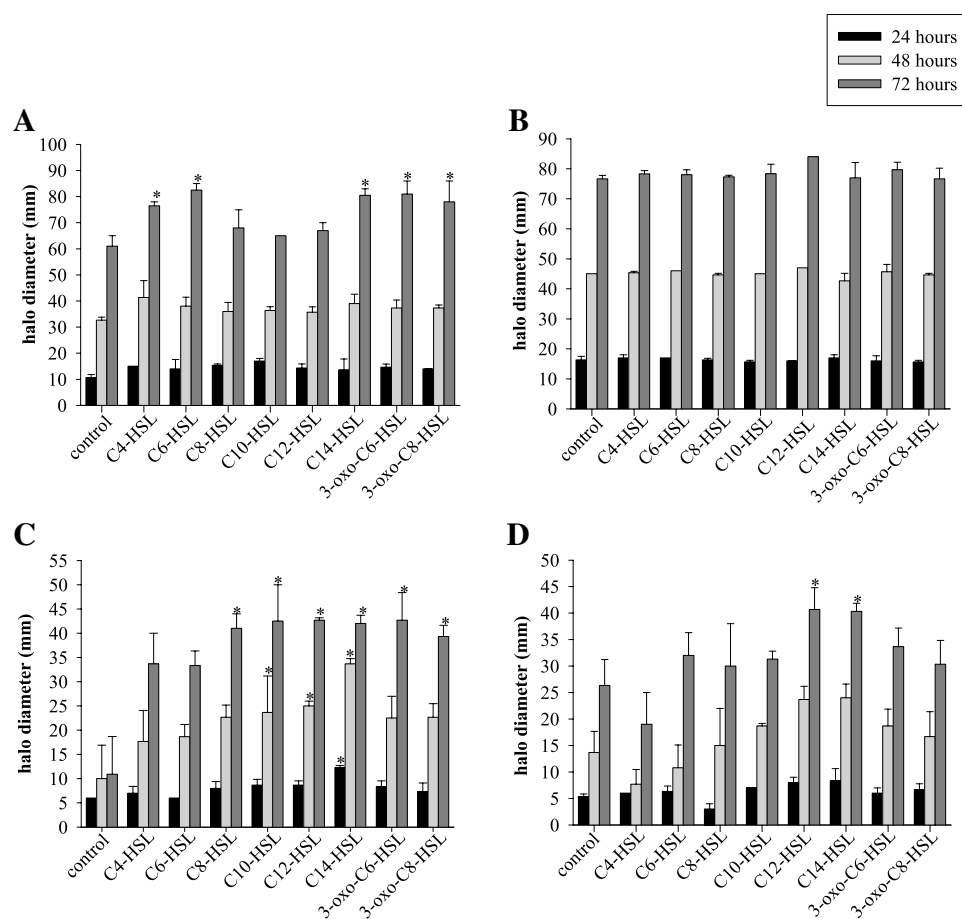 24 hours
48 hours
72 hours
A
halo diameter (mm)
100
90
80
70
60
50
40
30
20
10
0
* * * * *
control
C4-HSL
C6-HSL
C8-HSL
C10-HSL
C12-HSL
C14-HSL
3-oxo-C6-HSL
3-oxo-C8-HSL
B
halo diameter (mm)
90
80
70
60
50
40
30
20
10
0
control
C4-HSL
C6-HSL
C8-HSL
C10-HSL
C12-HSL
C14-HSL
3-oxo-C6-HSL
3-oxo-C8-HSL
C
halo diameter (mm)
55
50
45
40
35
30
25
20
15
10
5
0
* * * * * *
* * *
*
control
C4-HSL
C6-HSL
C8-HSL
C10-HSL
C12-HSL
C14-HSL
3-oxo-C6-HSL
3-oxo-C8-HSL
D
halo diameter (mm)
50
45
40
35
30
25
20
15
10
5
0
* *
control
C4-HSL
C6-HSL
C8-HSL
C10-HSL
C12-HSL
C14-HSL
3-oxo-C6-HSL
3-oxo-C8-HSL